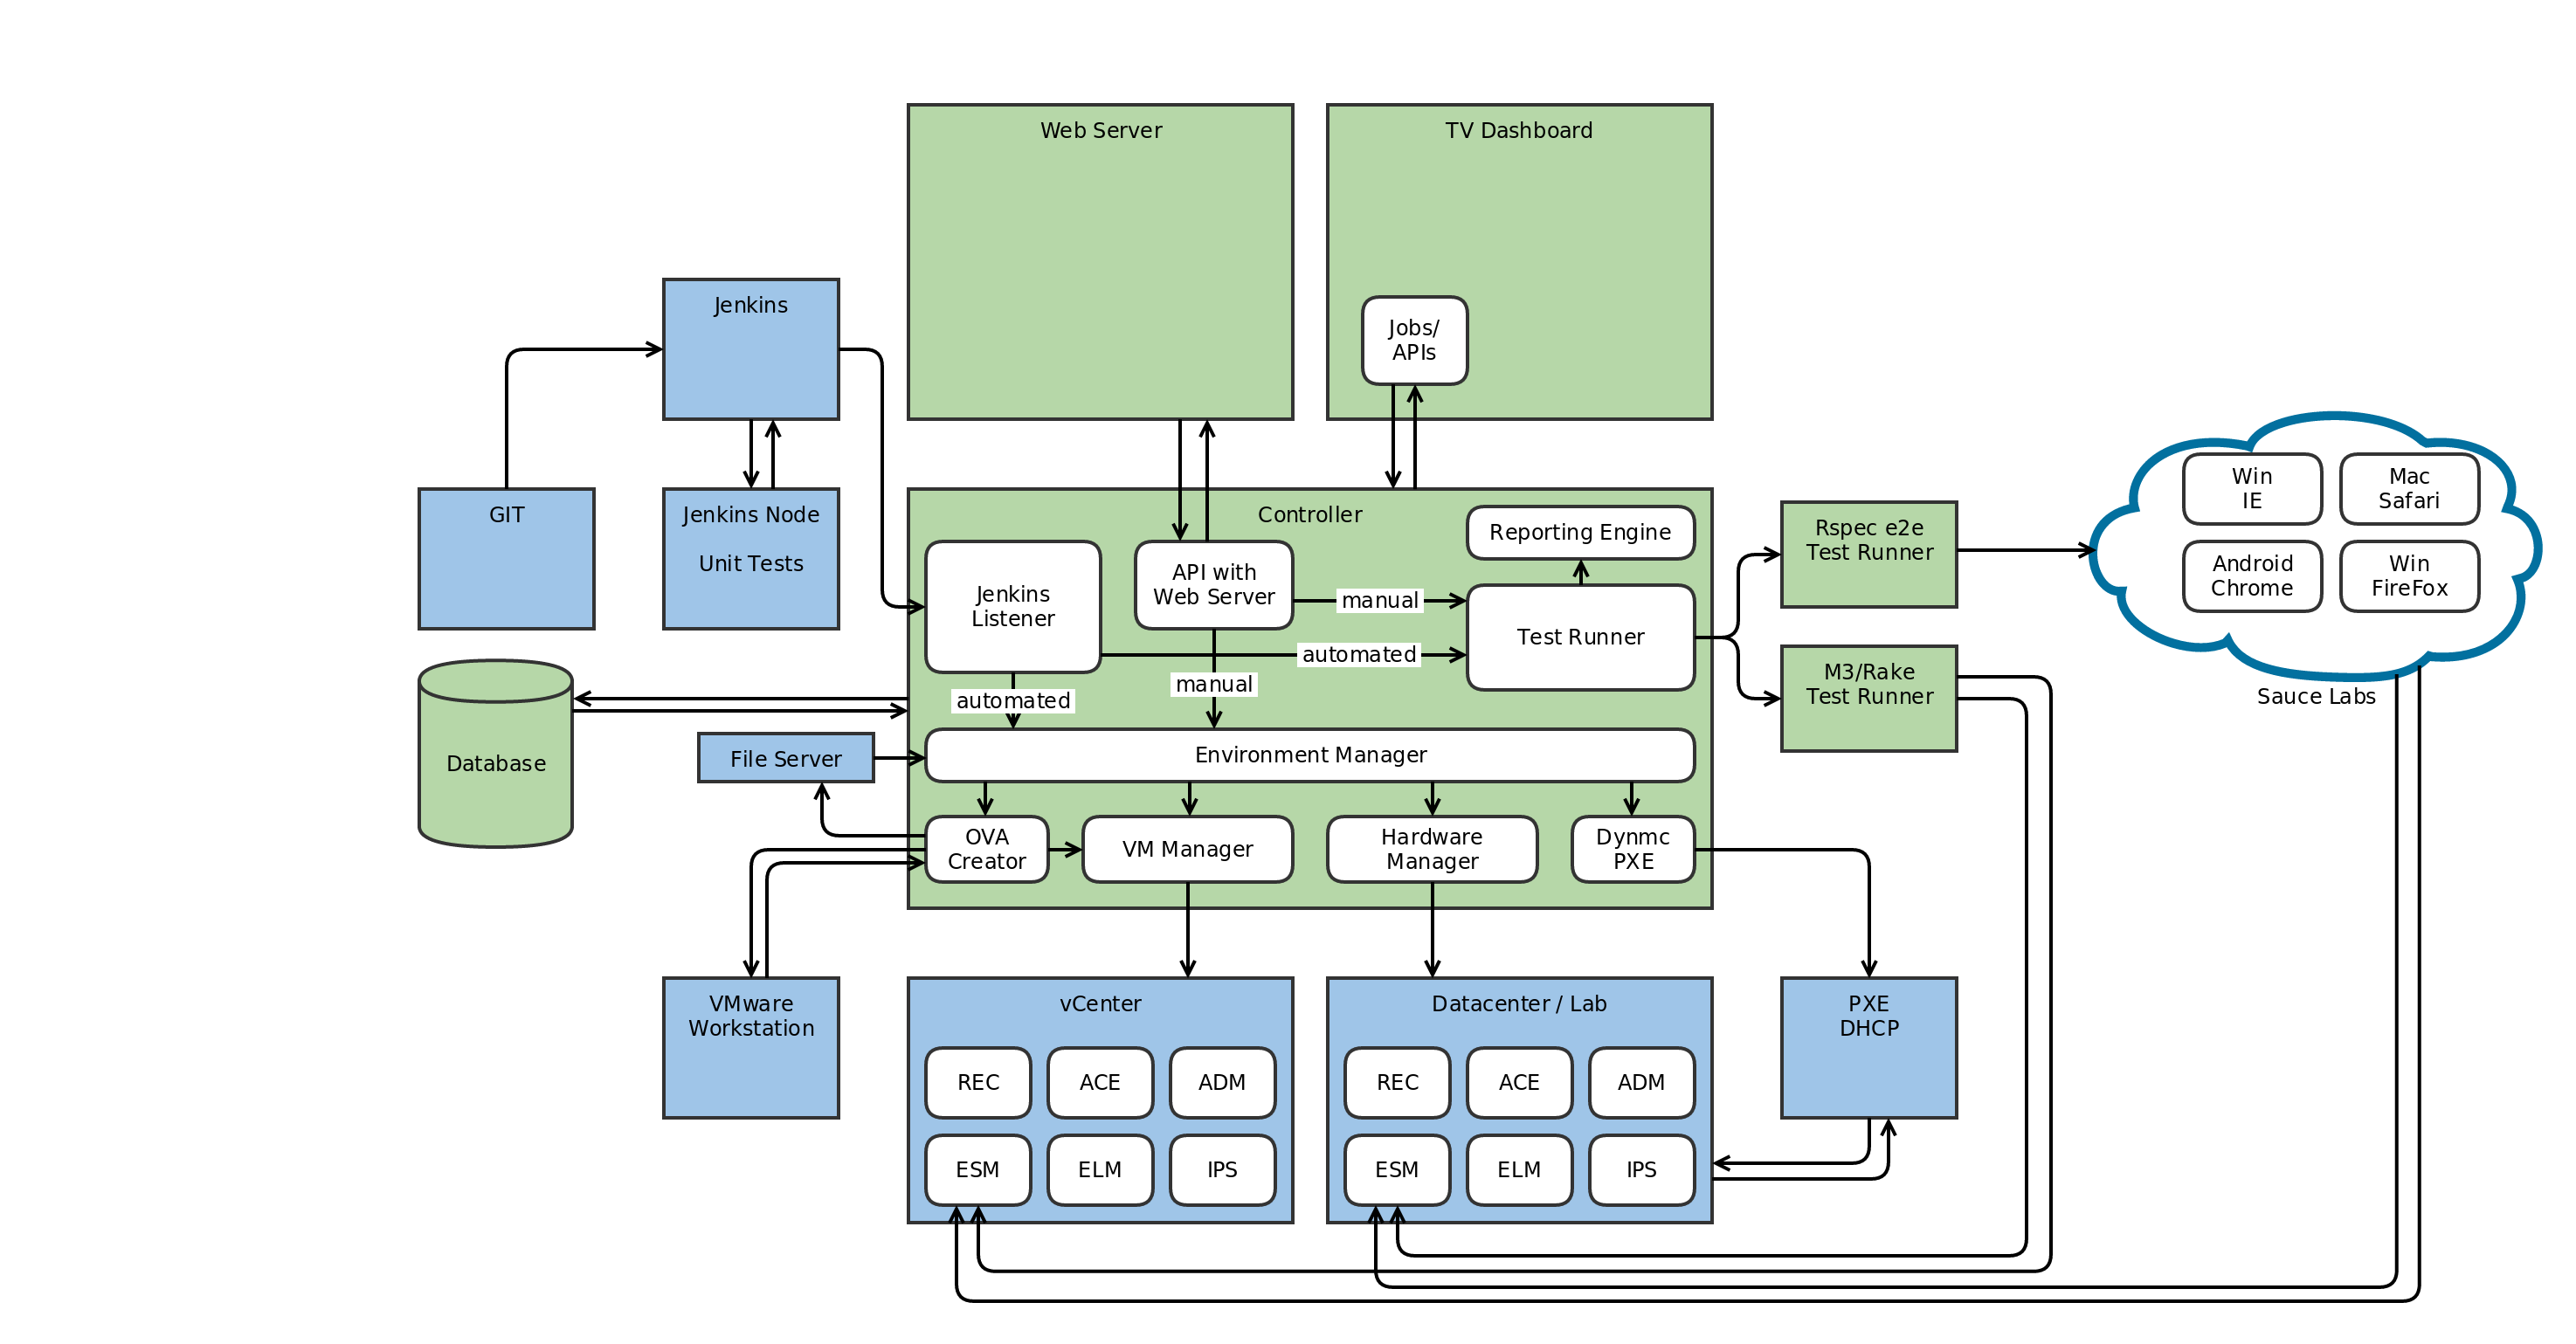 Web Server
TV Dashboard
Jenkins
Jobs/
APIs
GIT
Jenkins Node
Unit Tests
Controller
Reporting Engine
Jenkins
Listener
API with
Web Server
manual
Test Runner
automated
manual
automated
Rspec e2e
Test Runner
M3/Rake
Test Runner
Win
IE
Mac
Safari
Android
Chrome
Win
FireFox
Sauce Labs
Database
File Server
Environment Manager
OVA
Creator
VM Manager
Hardware
Manager
Dynmc
PXE
VMware
Workstation
vCenter
REC
ACE
ADM
ESM
ELM
IPS
Datacenter / Lab
REC
ACE
ADM
ESM
ELM
IPS
PXE
DHCP